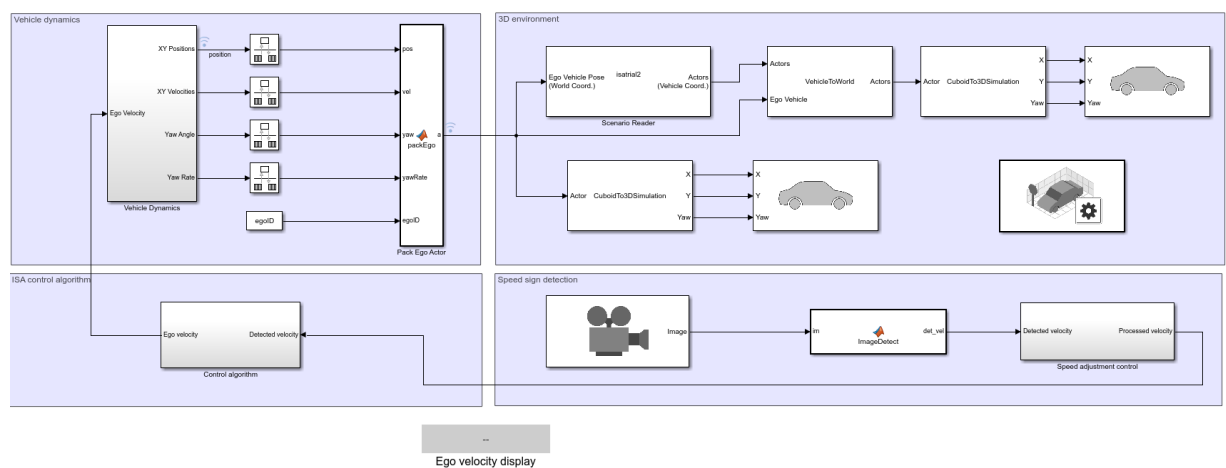 Vehicle dynamics
XY Positions
position
XY Velocities
Ego Velocity
Yaw Angle
Yaw Rate
Vehicle Dynamics
egoID
pos
vel
yaw
a
packEgo
yawRate
egoID
Pack Ego Actor
3D environment
Ego Vehicle Pose
(World Coord.)
isatrial2
Actors
(Vehicle Coord.)
Scenario Reader
Actors
VehicleToWorld
Actors
Ego Vehicle
Actor
CuboidTo3DSimulation
X
Y
Yaw
X
Y
Yaw
Actor
CuboidTo3DSimulation
X
Y
Yaw
X
Y
Yaw
ISA control algorithm
Ego velocity
Detected velocity
Control algorithm
Speed sign detection
Image
im
det_vel
ImageDetect
Detected velocity
Processed velocity
Speed adjustment control
--
Ego velocity display